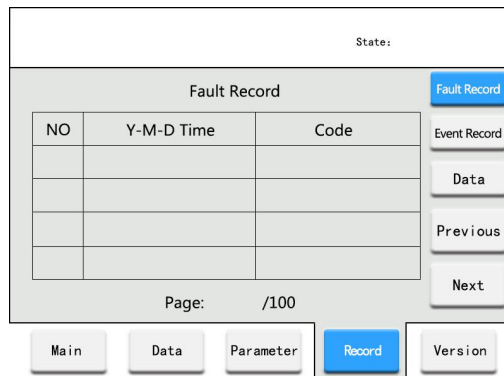 State:
Fault Record
NO Y-M-D Time Code
Page: /100
Fault Record
Event Record
Data
Previous
Next
Main Data Parameter Record Version